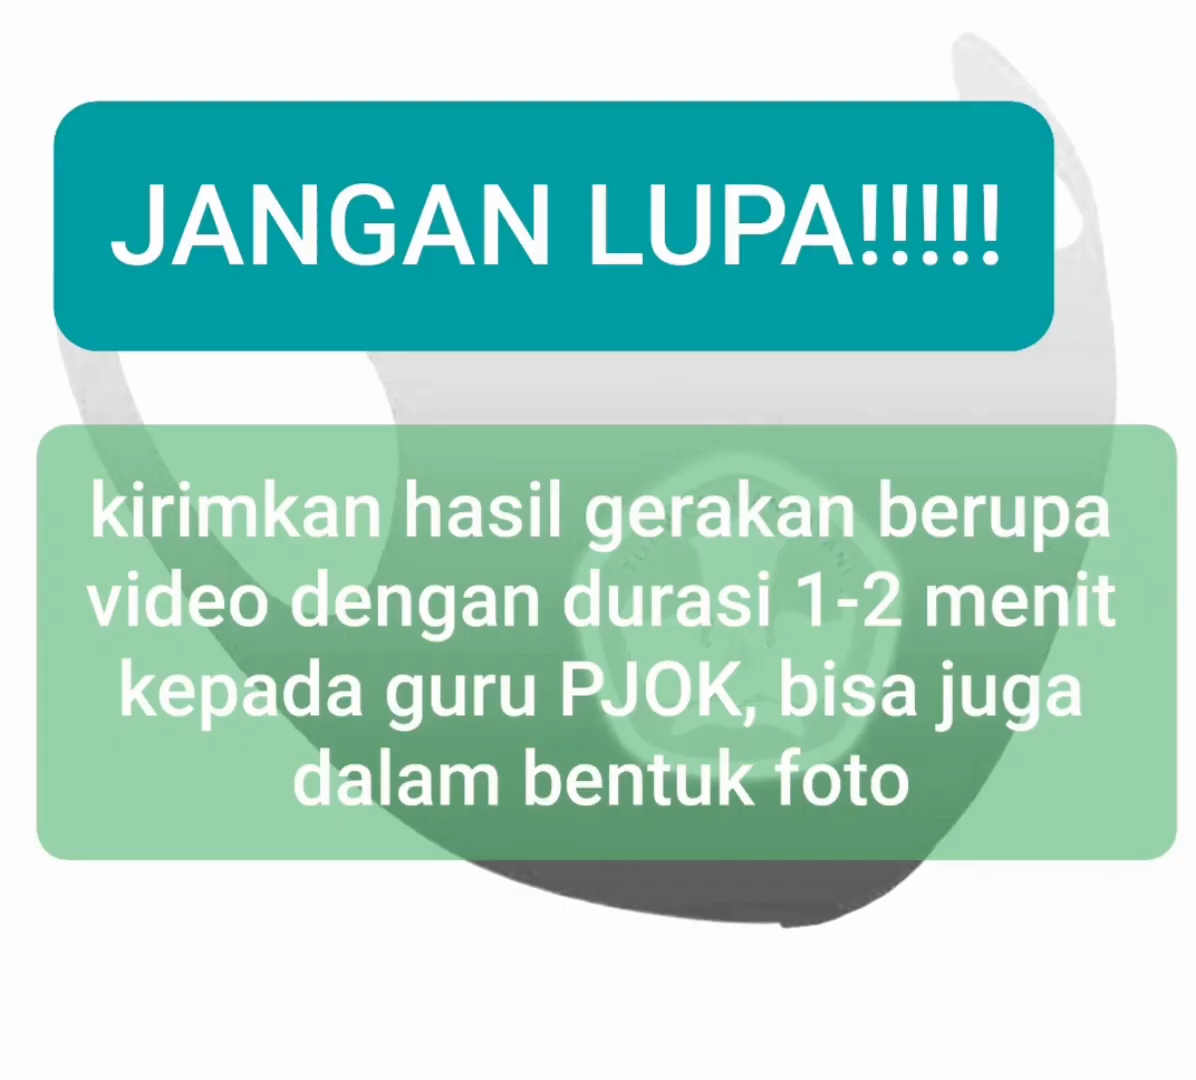 JANGAN LUPA!!!!!
kirimkan hasil gerakan berupa
video dengan durasi 1-2 menit
kepada guru PJOK, bisa juga
dalam bentuk foto